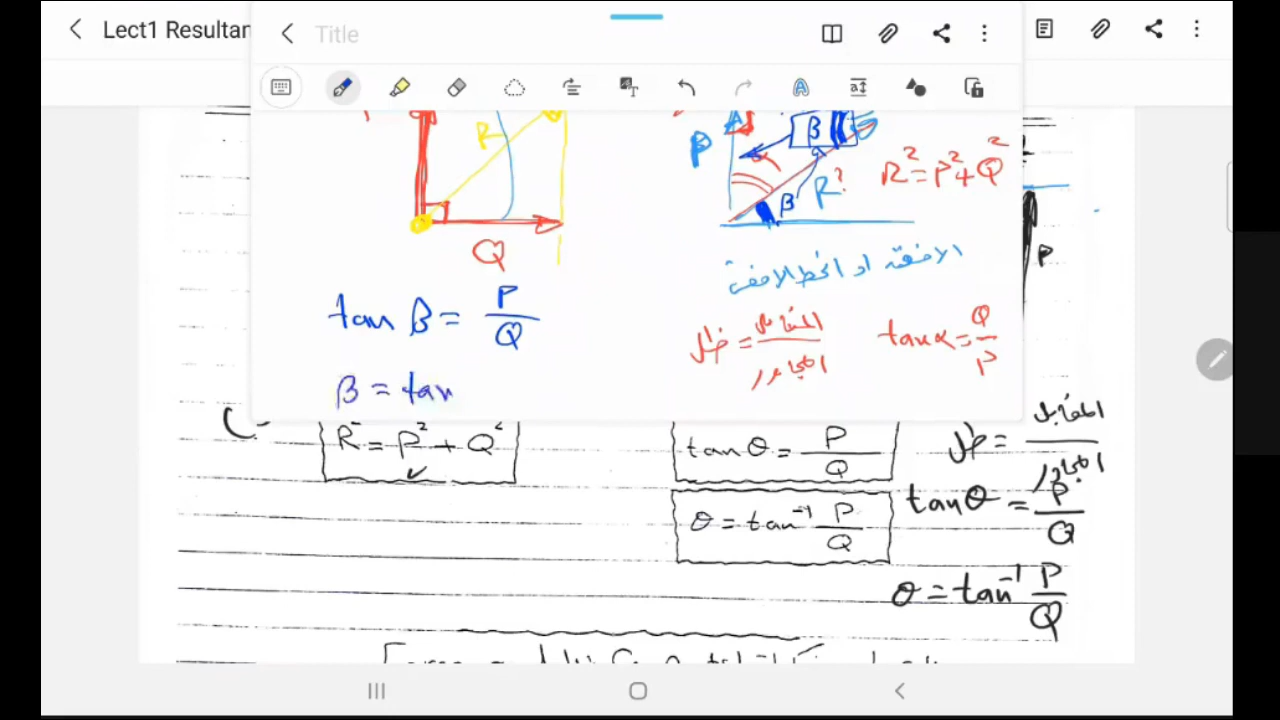 Lect1 Resultan
Title
R
Q
P
β
β
R?
R² = P² + Q²
P
الافقية او الخط الافقي
tan β = P/Q
ظل = المقابل/المجاور
tan α = Q/P
β = tan
R² = P² + Q²
tan θ = P/Q
ظل = المقابل/المجاور
θ = tan⁻¹ P/Q
tan θ = P/Q
θ = tan⁻¹ P/Q